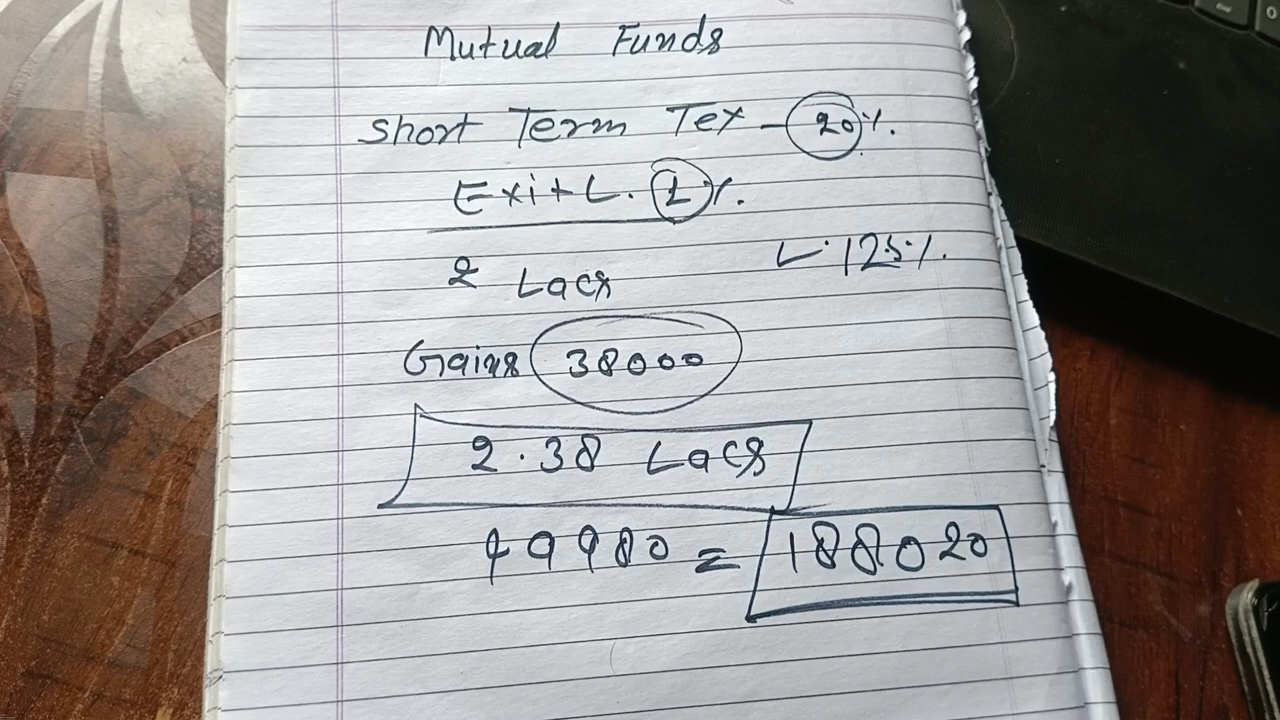 Mutual Funds
Short Term Tex - 20%.
Exit L. 1%.
L. 12.5%.
2 Lacs
Gains 38000
2.38 Lacs
49980 = 188020